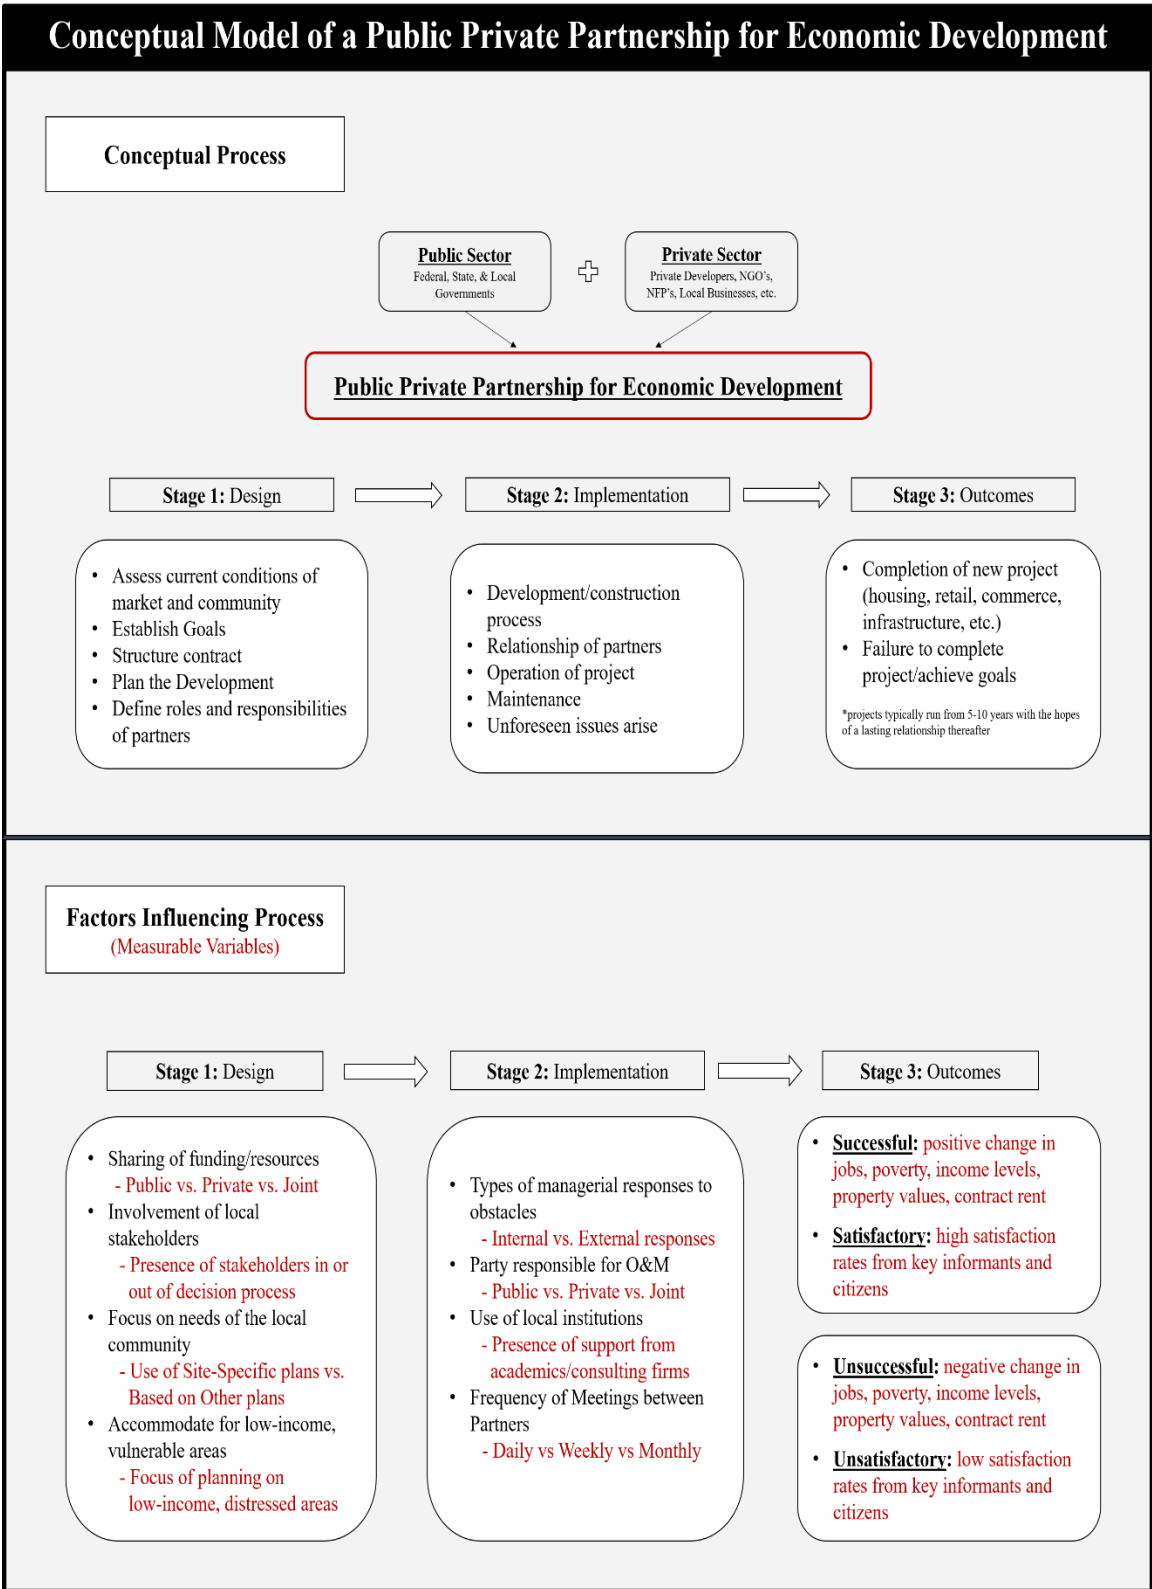 Conceptual Model of a Public Private Partnership for Economic Development
Conceptual Process
Public Sector
Federal, State, & Local
Governments
Private Sector
Private Developers, NGO's,
NFP's, Local Businesses, etc.
Public Private Partnership for Economic Development
Stage 1: Design
• Assess current conditions of
market and community
• Establish Goals
• Structure contract
• Plan the Development
• Define roles and responsibilities
of partners
Stage 2: Implementation
• Development/construction
process
• Relationship of partners
• Operation of project
• Maintenance
• Unforeseen issues arise
Stage 3: Outcomes
• Completion of new project
(housing, retail, commerce,
infrastructure, etc.)
• Failure to complete
project/achieve goals
*projects typically run from 5-10 years with the hopes
of a lasting relationship thereafter
Factors Influencing Process
(Measurable Variables)
Stage 1: Design
• Sharing of funding/resources
- Public vs. Private vs. Joint
• Involvement of local
stakeholders
- Presence of stakeholders in or
out of decision process
• Focus on needs of the local
community
- Use of Site-Specific plans vs.
Based on Other plans
• Accommodate for low-income,
vulnerable areas
- Focus of planning on
low-income, distressed areas
Stage 2: Implementation
• Types of managerial responses to
obstacles
- Internal vs. External responses
• Party responsible for O&M
- Public vs. Private vs. Joint
• Use of local institutions
- Presence of support from
academics/consulting firms
• Frequency of Meetings between
Partners
- Daily vs Weekly vs Monthly
Stage 3: Outcomes
• Successful: positive change in
jobs, poverty, income levels,
property values, contract rent
• Satisfactory: high satisfaction
rates from key informants and
citizens
• Unsuccessful: negative change in
jobs, poverty, income levels,
property values, contract rent
• Unsatisfactory: low satisfaction
rates from key informants and
citizens